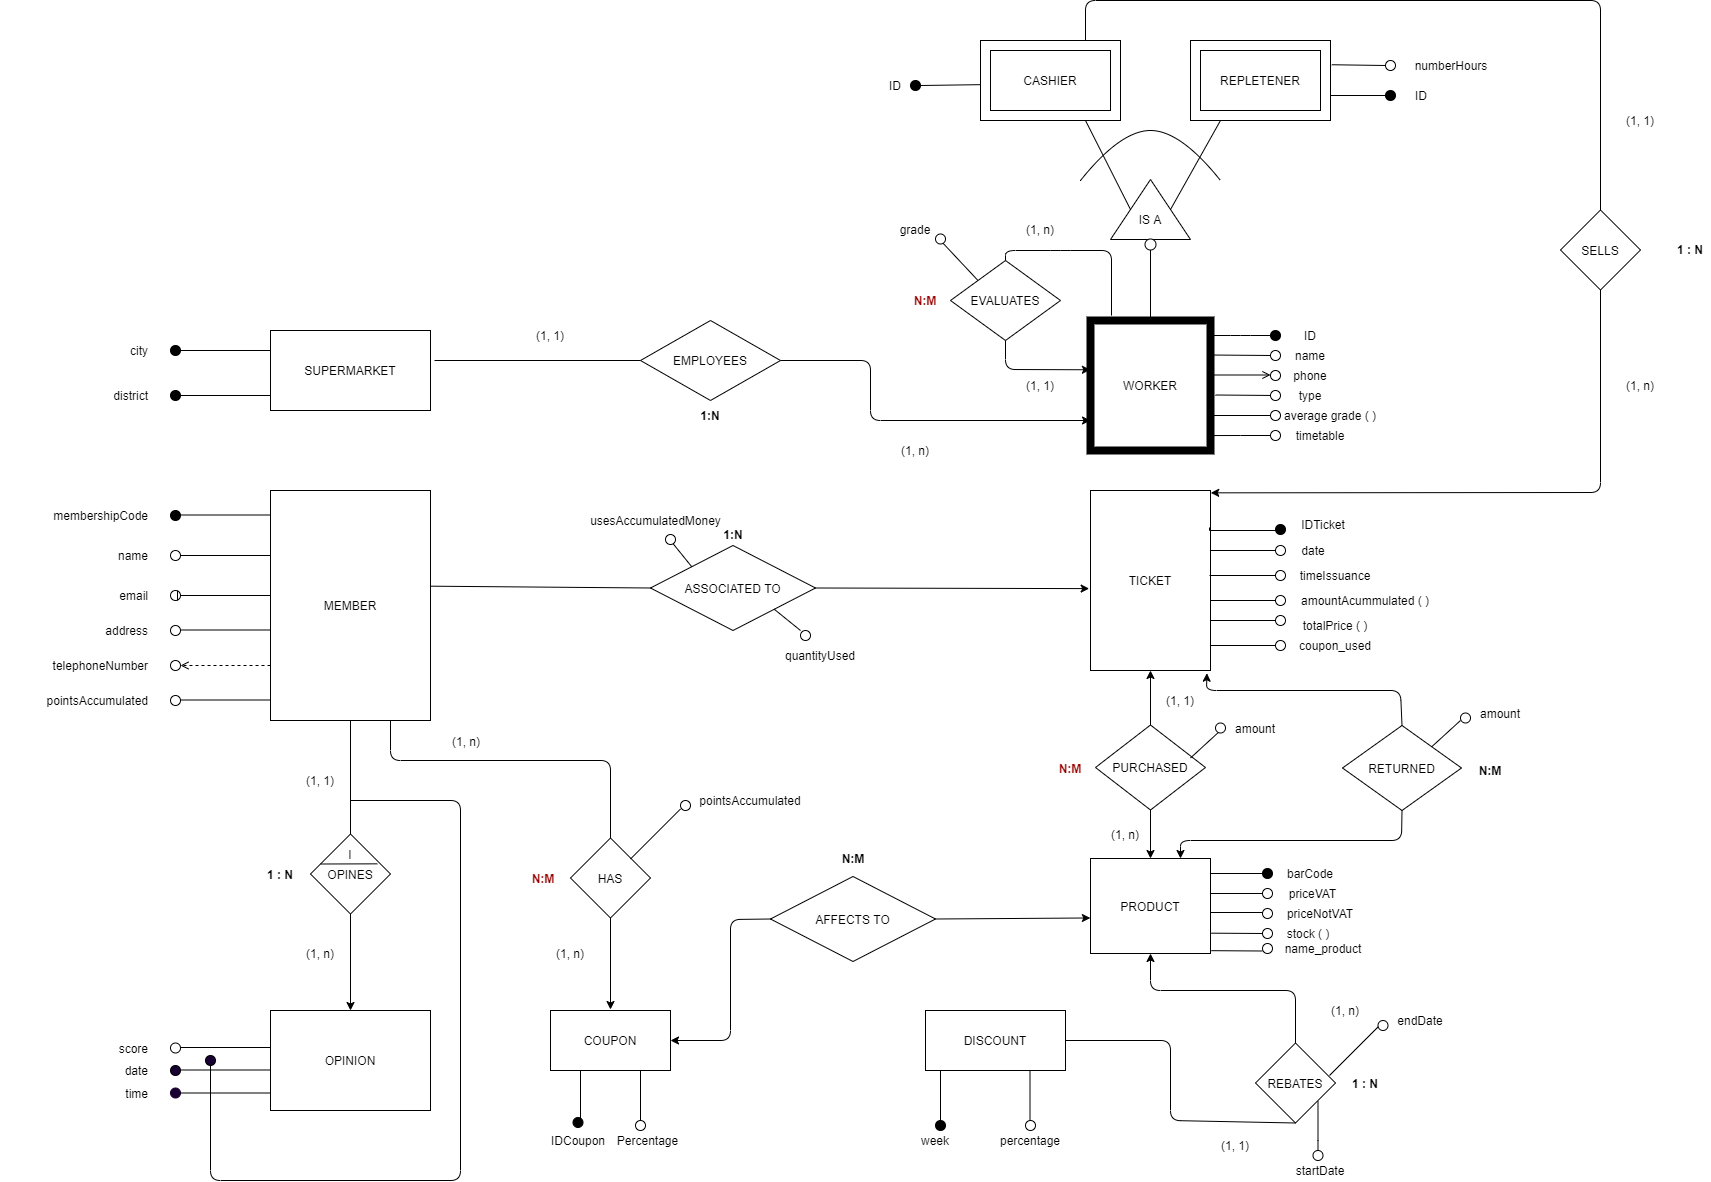 CASHIER
REPLETENER
numberHours
ID
ID
(1, 1)
IS A
grade
(1, n)
SELLS
1 : N
EVALUATES
N:M
(1, 1)
SUPERMARKET
city
district
(1, 1)
EMPLOYEES
1:N
(1, n)
WORKER
ID
name
phone
type
average grade ( )
timetable
(1, n)
MEMBER
membershipCode
name
email
address
telephoneNumber
pointsAccumulated
usesAccumulatedMoney
1:N
ASSOCIATED TO
quantityUsed
TICKET
IDTicket
date
timeIssuance
amountAcummulated ( )
totalPrice ( )
coupon_used
(1, 1)
amount
N:M
PURCHASED
(1, n)
amount
RETURNED
N:M
(1, 1)
(1, n)
I
OPINES
1 : N
(1, n)
pointsAccumulated
N:M
HAS
(1, n)
N:M
AFFECTS TO
PRODUCT
barCode
priceVAT
priceNotVAT
stock ( )
name_product
OPINION
score
date
time
COUPON
IDCoupon
Percentage
DISCOUNT
week
percentage
(1, n)
endDate
REBATES
1 : N
(1, 1)
startDate